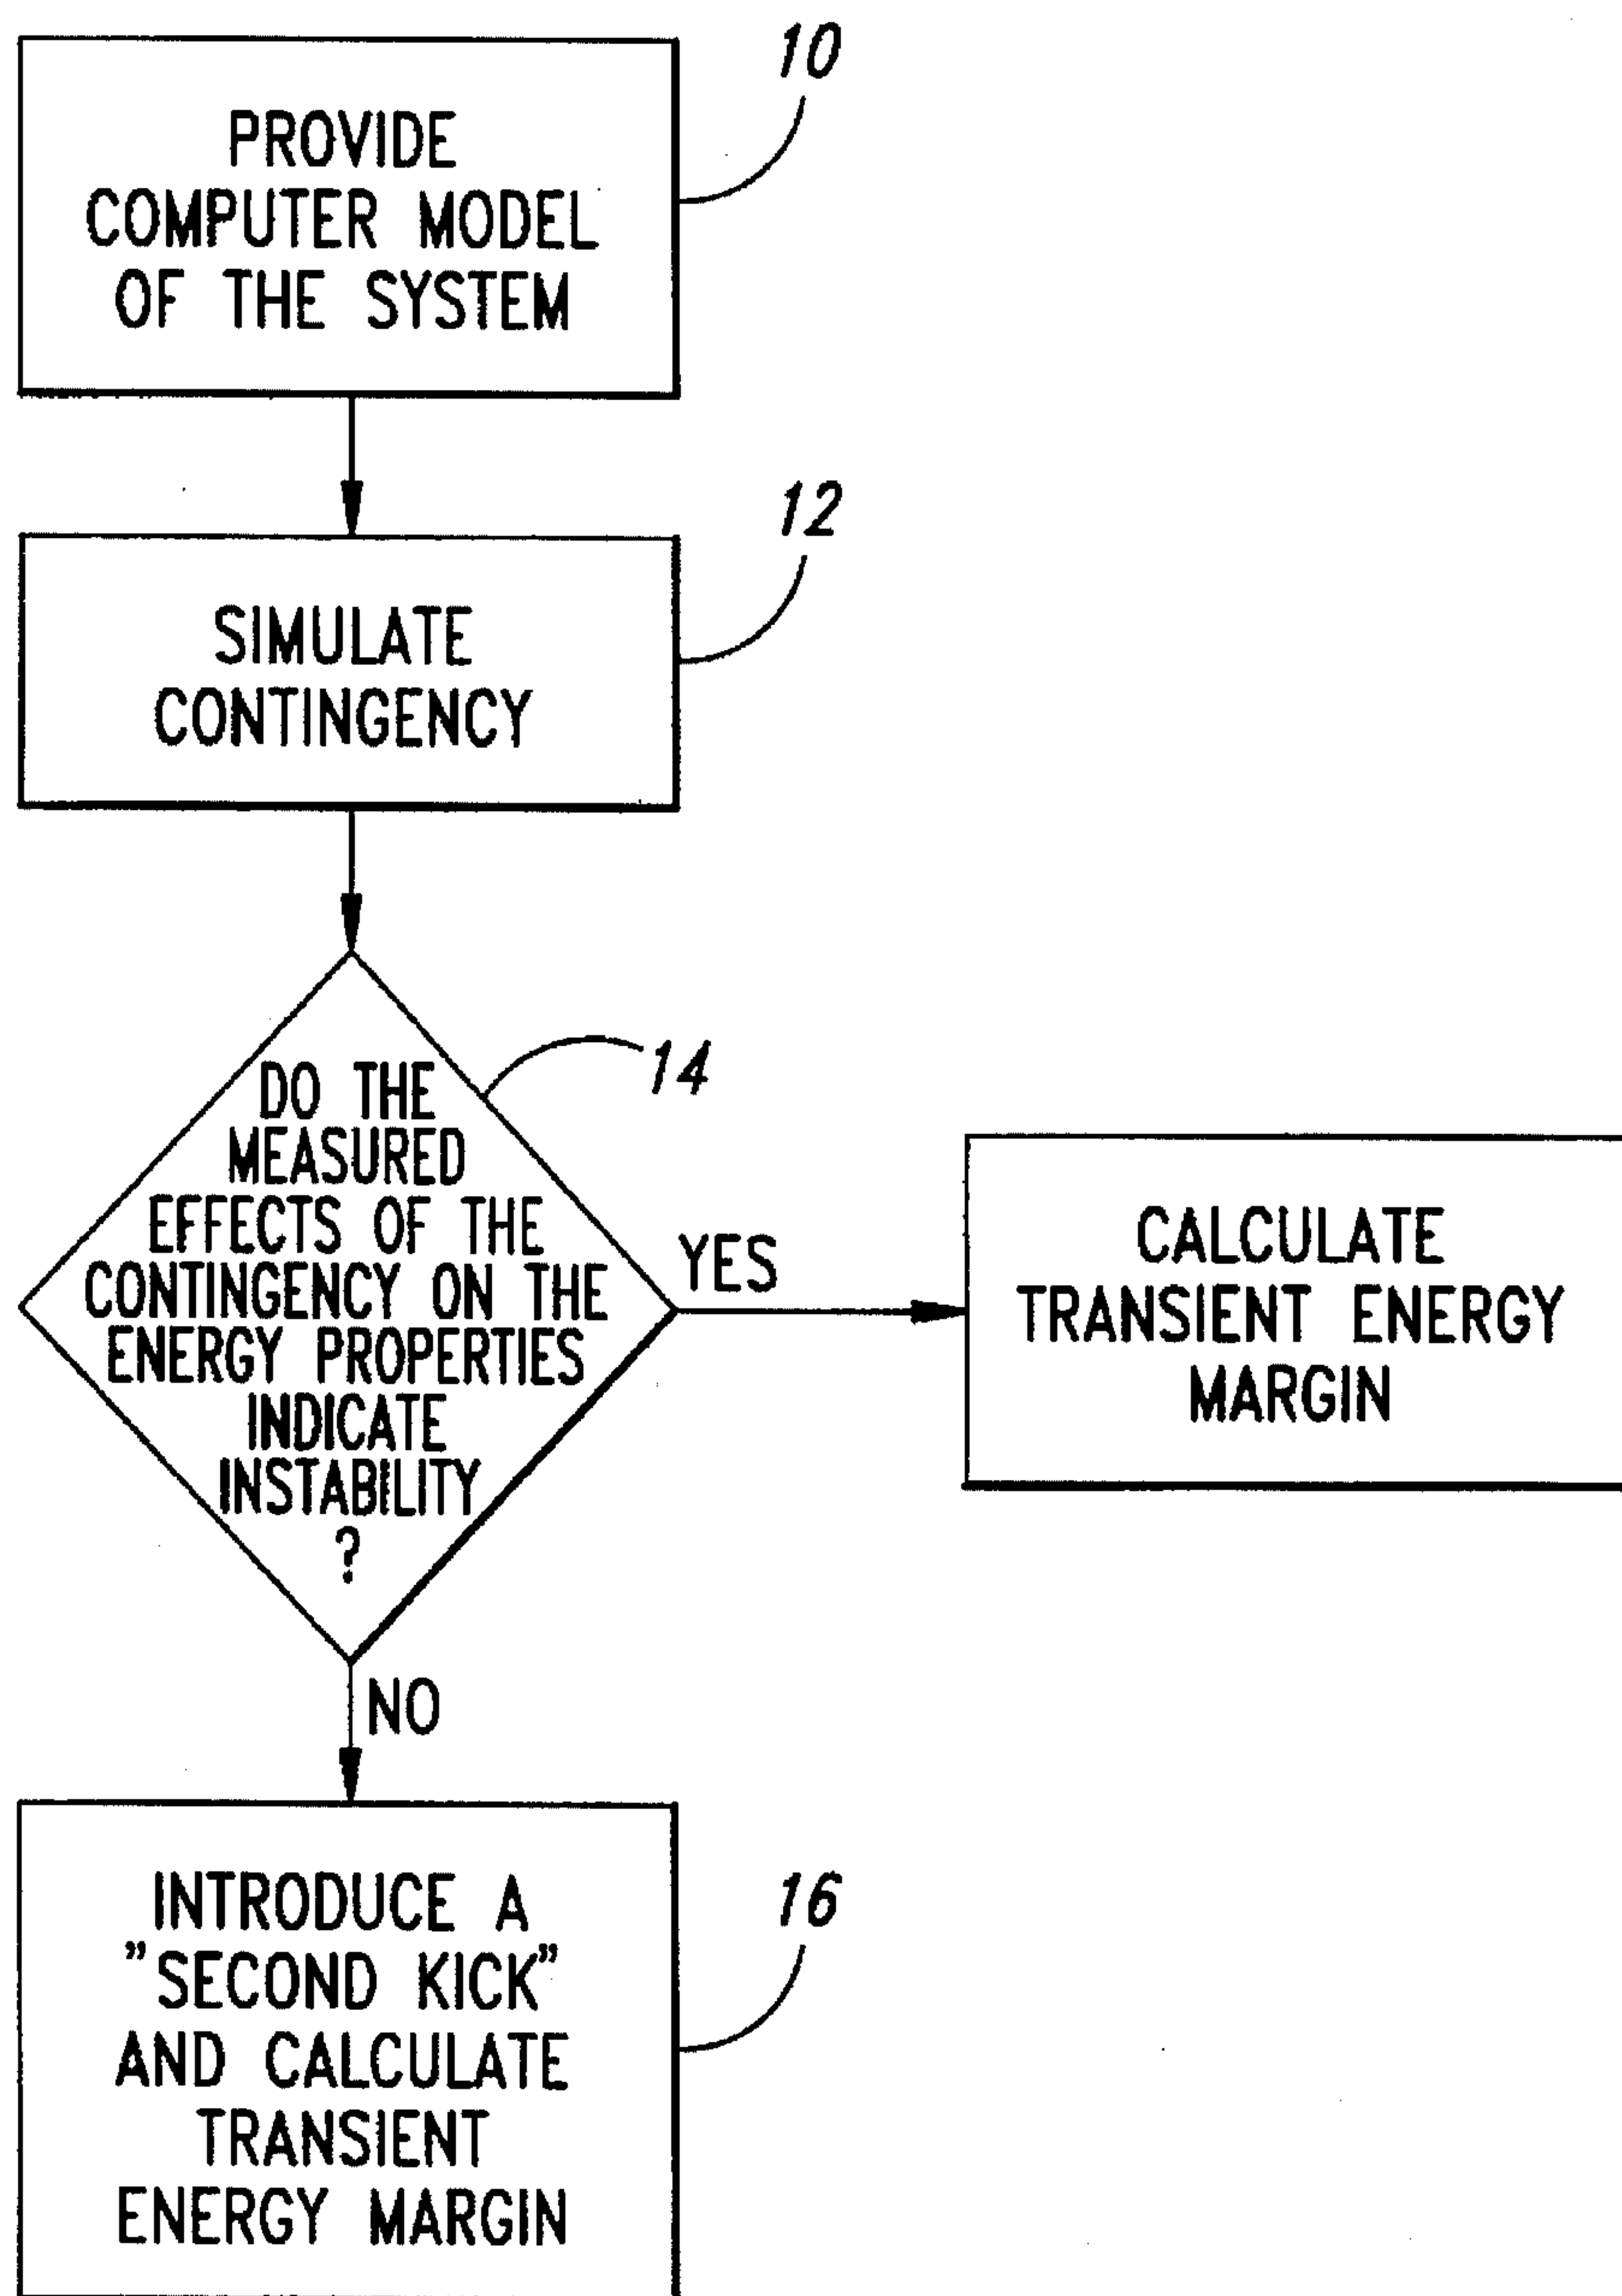 10
PROVIDE
COMPUTER MODEL
OF THE SYSTEM
12
SIMULATE
CONTINGENCY
14
DO THE
MEASURED
EFFECTS OF THE
CONTINGENCY ON THE
ENERGY PROPERTIES
INDICATE
INSTABILITY
?
YES
CALCULATE
TRANSIENT ENERGY
MARGIN
NO
16
INTRODUCE A
"SECOND KICK"
AND CALCULATE
TRANSIENT
ENERGY MARGIN